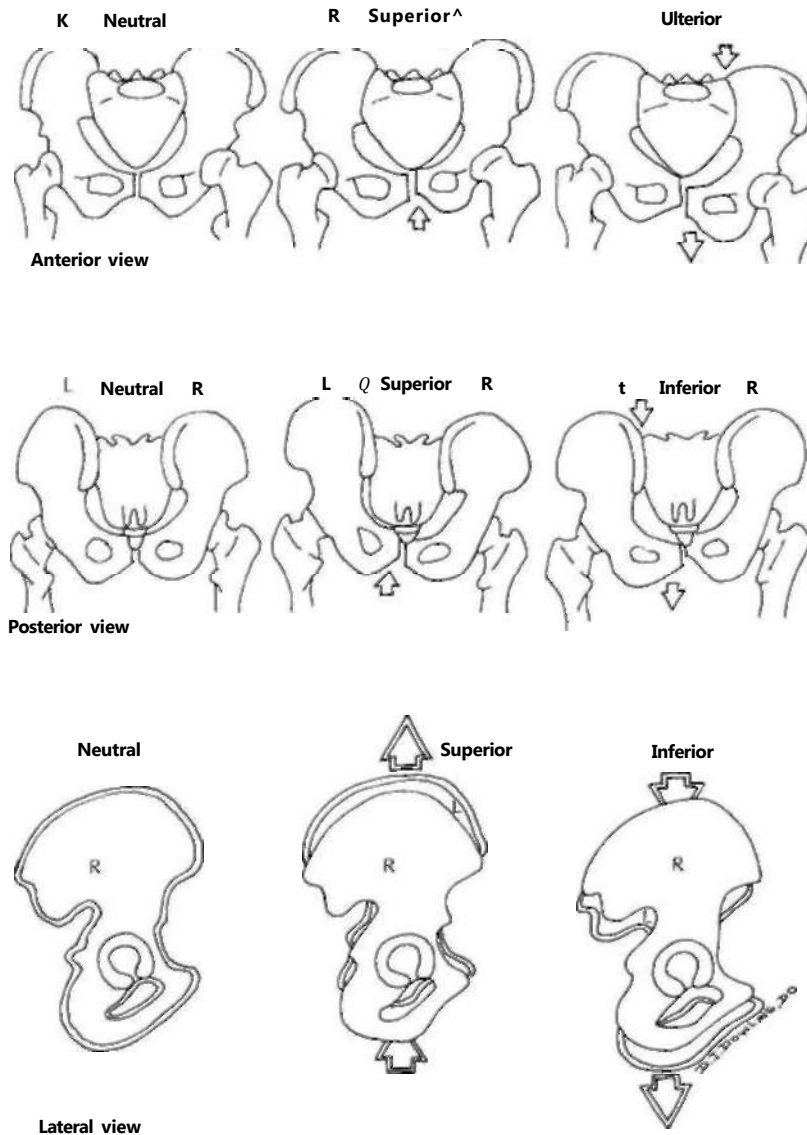 K Neutral R Superior^ Ulterior
Anterior view
L Neutral R L Q Superior R t Inferior R
Posterior view
Neutral Superior Inferior
L
R R R
L
Lateral view